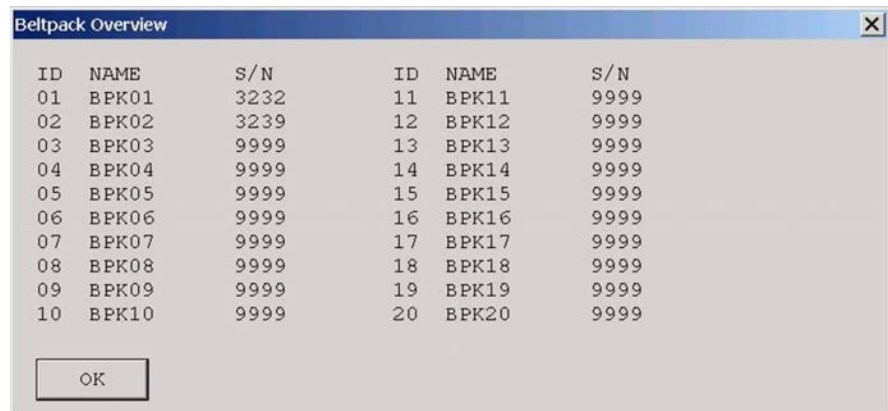 Beltpack Overview
ID NAME S/N ID NAME S/N
01 BPK01 3232 11 BPK11 9999
02 BPK02 3239 12 BPK12 9999
03 BPK03 9999 13 BPK13 9999
04 BPK04 9999 14 BPK14 9999
05 BPK05 9999 15 BPK15 9999
06 BPK06 9999 16 BPK16 9999
07 BPK07 9999 17 BPK17 9999
08 BPK08 9999 18 BPK18 9999
09 BPK09 9999 19 BPK19 9999
10 BPK10 9999 20 BPK20 9999
OK